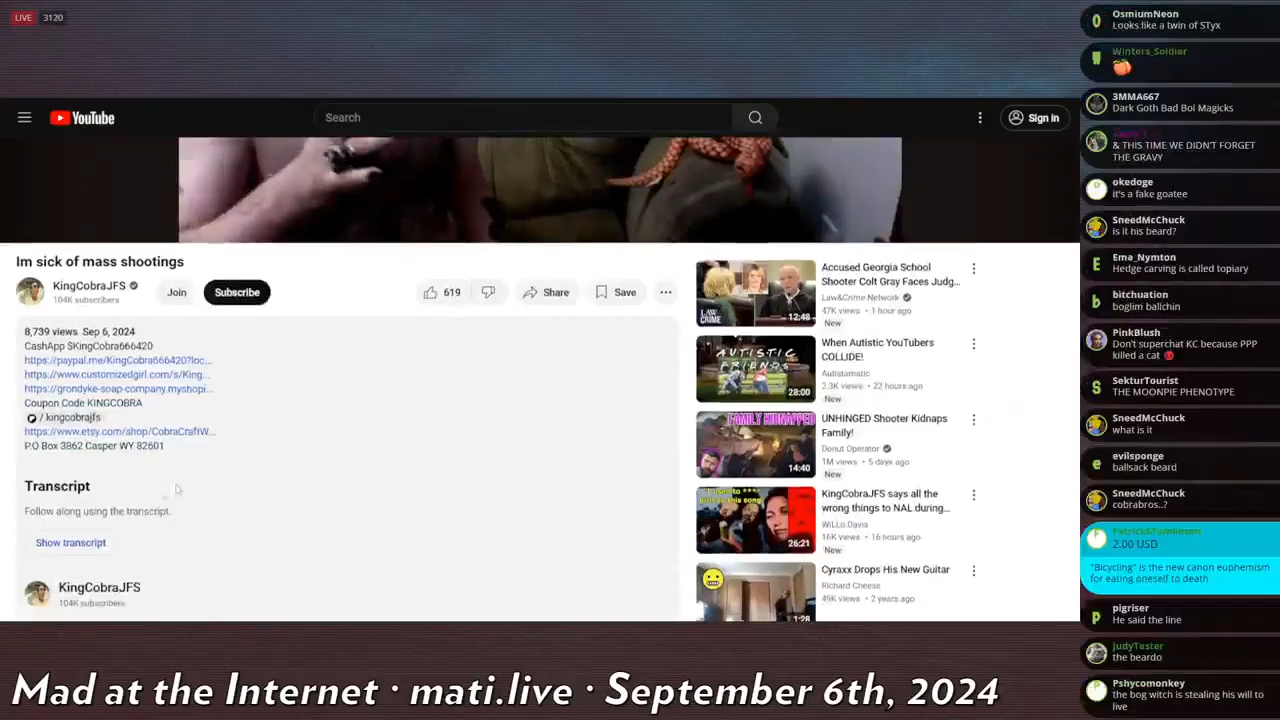 LIVE 3120
YouTube
Search
Sign in
Im sick of mass shootings
KingCobraJFS
104K subscribers
Join
Subscribe
619
Share
Save
8,739 views Sep 6, 2024
CashApp $KingCobra666420
https://paypal.me/KingCobra666420?loc...
https://www.customizedgirl.com/s/King...
https://grondyke-soap-company.myshopi...
Coupon Code KINGCOBRA
/ kingcobrajfs
https://www.etsy.com/shop/CobraCraftW...
P.O Box 3862 Casper WY 82601
Transcript
Follow along using the transcript.
Show transcript
KingCobraJFS
104K subscribers
LAW
CRIME
12:48
Accused Georgia School
Shooter Colt Gray Faces Judg...
Law&Crime Network
47K views • 1 hour ago
New
AUTISTIC
FRIENDS
28:00
When Autistic YouTubers
COLLIDE!
Autistamatic
2.3K views • 22 hours ago
New
FAMILY KIDNAPPED
14:40
UNHINGED Shooter Kidnaps
Family!
Donut Operator
1M views • 5 days ago
New
26:21
KingCobraJFS says all the
wrong things to NAL during...
WiLLo Davis
16K views • 16 hours ago
New
1:28
Cyraxx Drops His New Guitar
Richard Cheese
49K views • 2 years ago
OsmiumNeon
Looks like a twin of STyx
Winters_Soldier
3MMA667
Dark Goth Bad Boi Magicks
& THIS TIME WE DIDN'T FORGET
THE GRAVY
okedoge
it's a fake goatee
SneedMcChuck
is it his beard?
Ema_Nymton
Hedge carving is called topiary
bitchuation
boglim ballchin
PinkBlush
Don't superchat KC because PPP
killed a cat
SekturTourist
THE MOONPIE PHENOTYPE
SneedMcChuck
what is it
evilsponge
ballsack beard
SneedMcChuck
cobrabros..?
2.00 USD
"Bicycling" is the new canon euphemism
for eating oneself to death
pigriser
He said the line
JudyTester
the beardo
Pshycomonkey
the bog witch is stealing his will to
live
Mad at the Internet · mati.live · September 6th, 2024